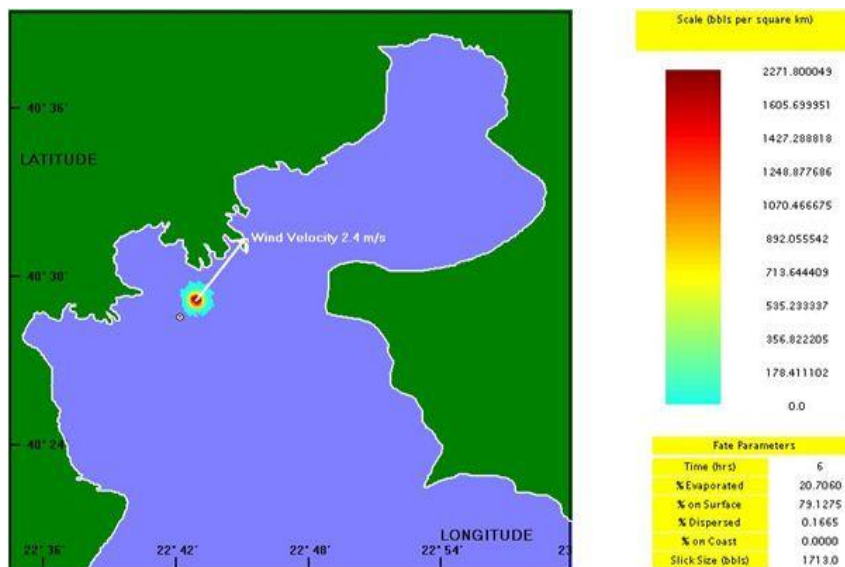 40° 36'
LATITUDE
Wind Velocity 2.4 m/s
40° 30'
40° 24'
LONGITUDE
22° 36' 22° 42' 22° 48' 22° 54' 23
Scale (bbls per square km)
2271.800049
1605.699951
1427.288818
1248.877686
1070.466675
892.055542
713.644409
535.233337
356.822205
178.411102
0.0
Fate Parameters
Time (hrs) 6
% Evaporated 20.7060
% on Surface 79.1275
% Dispersed 0.1665
% on Coast 0.0000
Slick Size (bbls) 1713.0